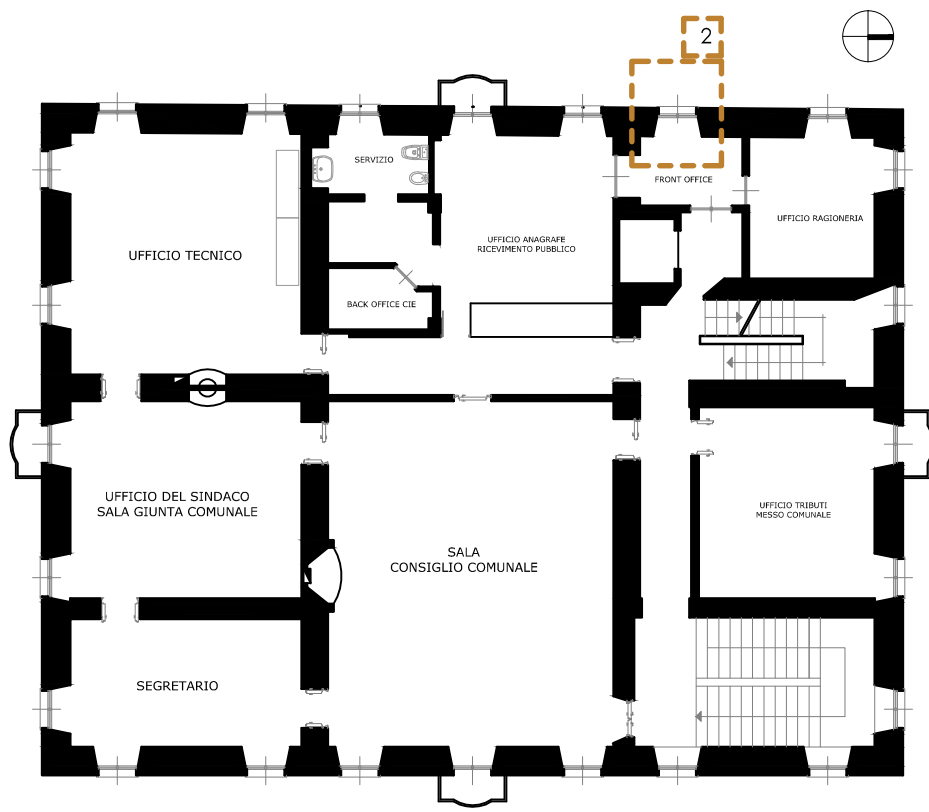 2
SERVIZIO
FRONT OFFICE
UFFICIO RAGIONERIA
UFFICIO TECNICO
UFFICIO ANAGRAFE
RICEVIMENTO PUBBLICO
BACK OFFICE CIE
UFFICIO DEL SINDACO
SALA GIUNTA COMUNALE
UFFICIO TRIBUTI
MESSO COMUNALE
SALA
CONSIGLIO COMUNALE
SEGRETARIO